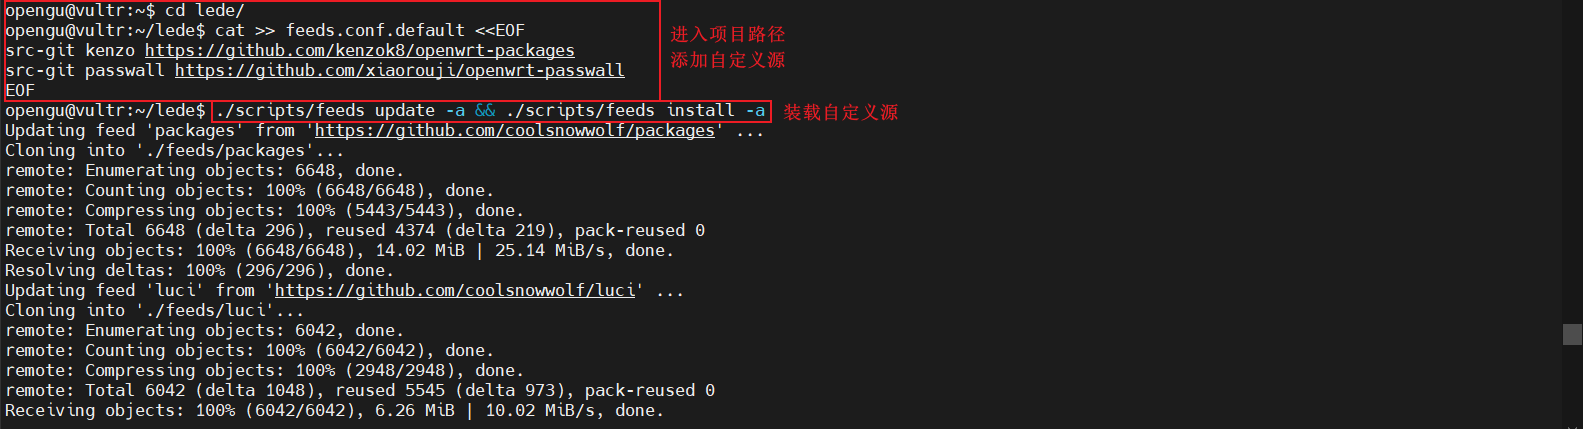 opengu@vultr:~$ cd lede/
opengu@vultr:~/lede$ cat >> feeds.conf.default <<EOF
src-git kenzo https://github.com/kenzok8/openwrt-packages
src-git passwall https://github.com/xiaorouji/openwrt-passwall
EOF
进入项目路径
添加自定义源
opengu@vultr:~/lede$ ./scripts/feeds update -a && ./scripts/feeds install -a
装载自定义源
Updating feed 'packages' from 'https://github.com/coolsnowwolf/packages' ...
Cloning into './feeds/packages'...
remote: Enumerating objects: 6648, done.
remote: Counting objects: 100% (6648/6648), done.
remote: Compressing objects: 100% (5443/5443), done.
remote: Total 6648 (delta 296), reused 4374 (delta 219), pack-reused 0
Receiving objects: 100% (6648/6648), 14.02 MiB | 25.14 MiB/s, done.
Resolving deltas: 100% (296/296), done.
Updating feed 'luci' from 'https://github.com/coolsnowwolf/luci' ...
Cloning into './feeds/luci'...
remote: Enumerating objects: 6042, done.
remote: Counting objects: 100% (6042/6042), done.
remote: Compressing objects: 100% (2948/2948), done.
remote: Total 6042 (delta 1048), reused 5545 (delta 973), pack-reused 0
Receiving objects: 100% (6042/6042), 6.26 MiB | 10.02 MiB/s, done.